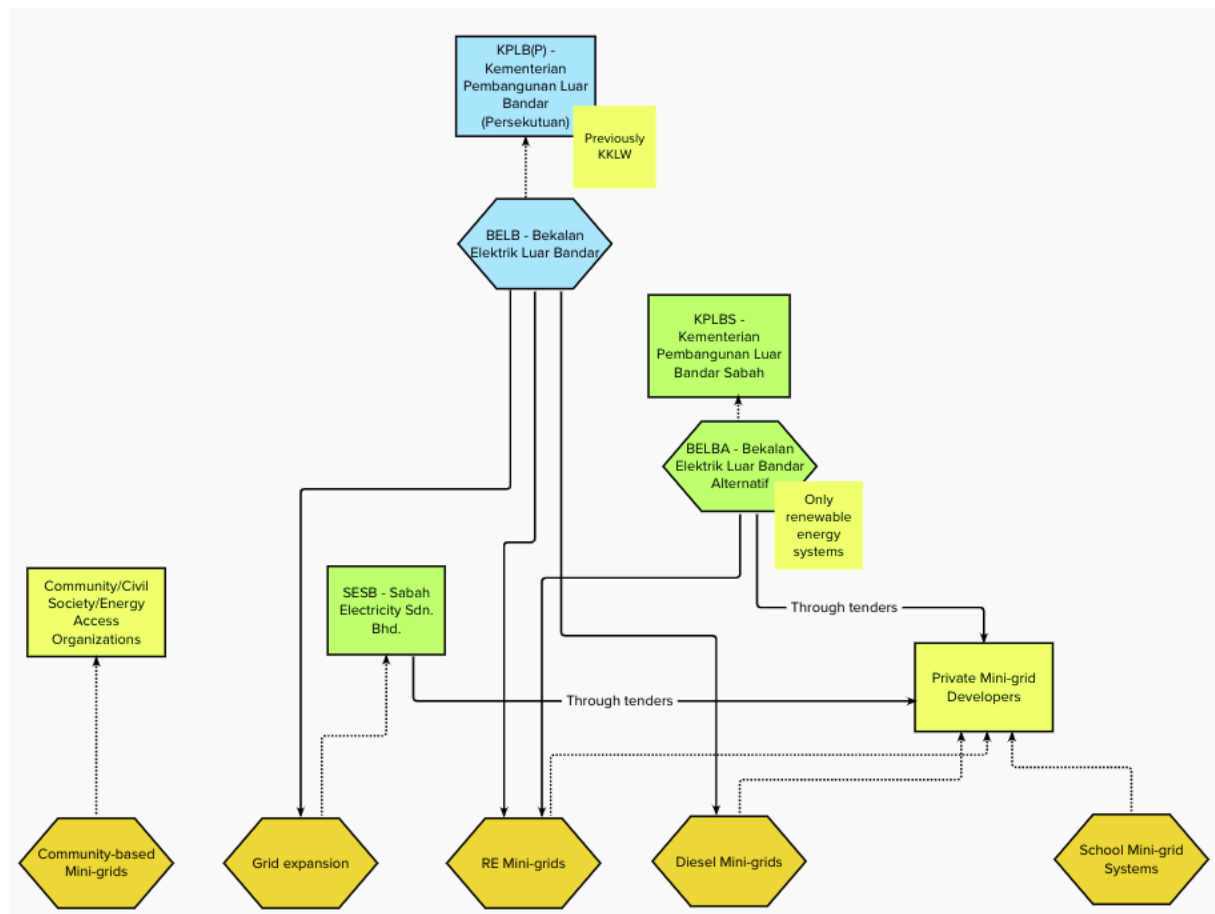 KPLB(P) -
Kementerian
Pembangunan Luar
Bandar
(Persekutuan)
Previously
KKLW
BELB - Bekalan
Elektrik Luar Bandar
KPLBS -
Kementerian
Pembangunan Luar
Bandar Sabah
BELBA - Bekalan
Elektrik Luar Bandar
Alternatif
Only
renewable
energy
systems
Community/Civil
Society/Energy
Access
Organizations
SESB - Sabah
Electricity Sdn.
Bhd.
Through tenders
Private Mini-grid
Developers
Through tenders
Community-based
Mini-grids
Grid expansion
RE Mini-grids
Diesel Mini-grids
School Mini-grid
Systems